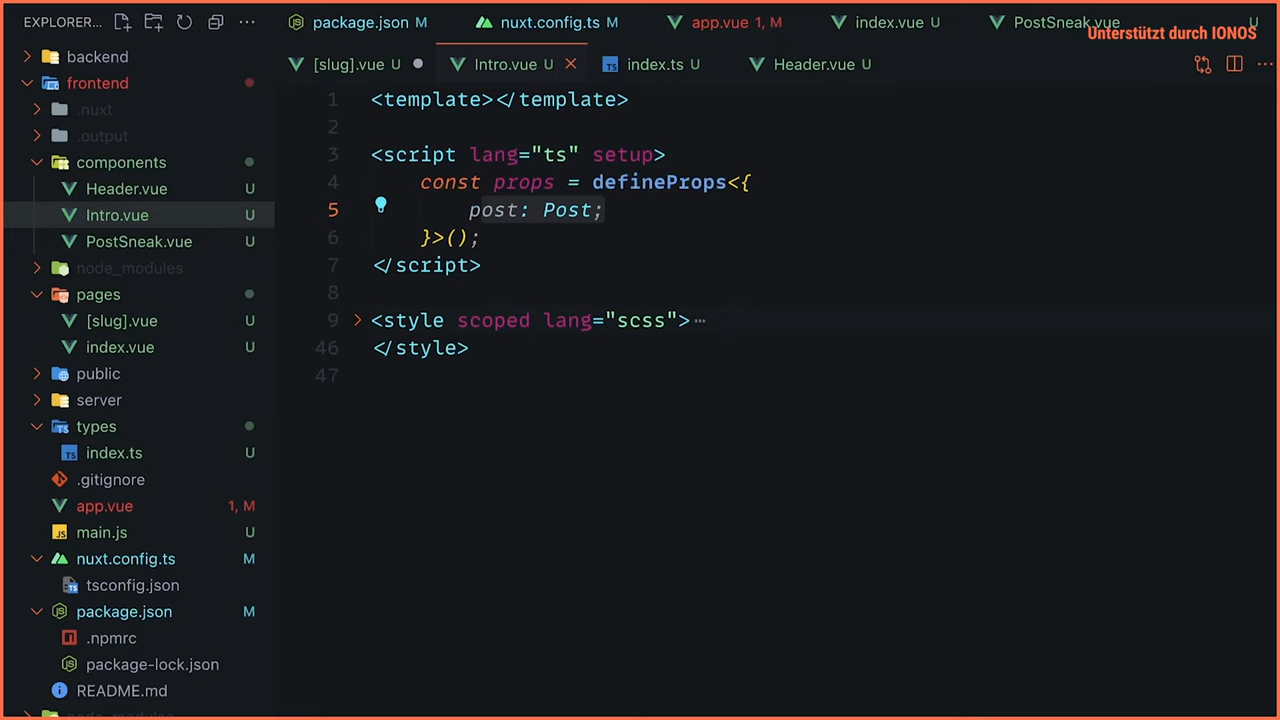 EXPLORER...
package.json M
nuxt.config.ts M
app.vue 1, M
index.vue U
PostSneak.vue U
Unterstützt durch IONOS
[slug].vue U
Intro.vue U
index.ts U
Header.vue U
backend
frontend
.nuxt
.output
components
Header.vue U
Intro.vue U
PostSneak.vue U
node_modules
pages
[slug].vue U
index.vue U
public
server
types
index.ts U
.gitignore
app.vue 1, M
main.js U
nuxt.config.ts M
tsconfig.json
package.json M
.npmrc
package-lock.json
README.md
node_modules
1 <template></template>
2
3 <script lang="ts" setup>
4 const props = defineProps<{
5 post: Post;
6 }>();
7 </script>
8
9 <style scoped lang="scss">⋯
46 </style>
47